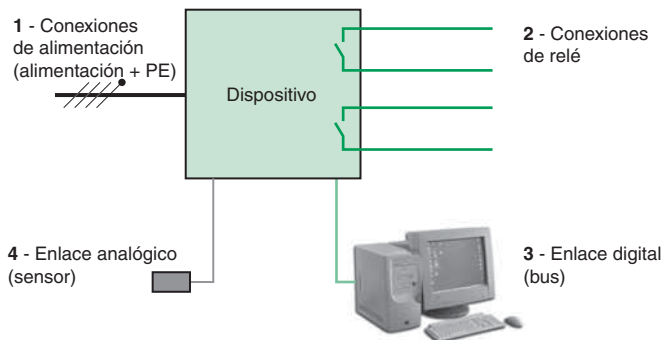 1 - Conexiones
de alimentación
(alimentación + PE)
Dispositivo
2 - Conexiones
de relé
4 - Enlace analógico
(sensor)
3 - Enlace digital
(bus)